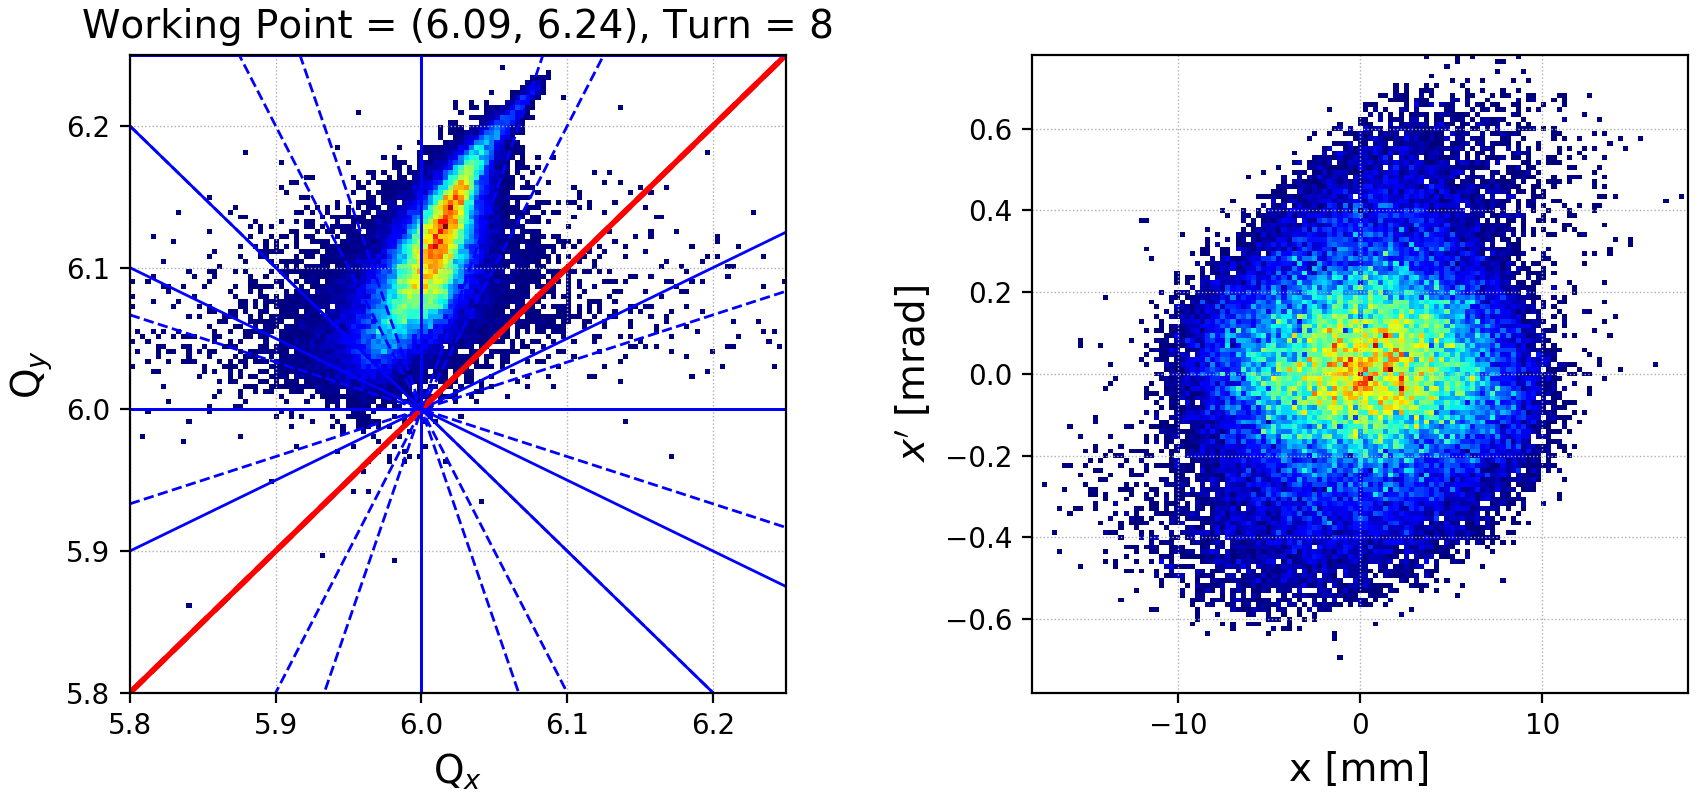 Working Point = (6.09, 6.24), Turn = 8
6.2
6.1
6.0
5.9
5.8
Q_y
5.8 5.9 6.0 6.1 6.2
Q_x
0.6
0.4
0.2
0.0
−0.2
−0.4
−0.6
x′ [mrad]
−10 0 10
x [mm]